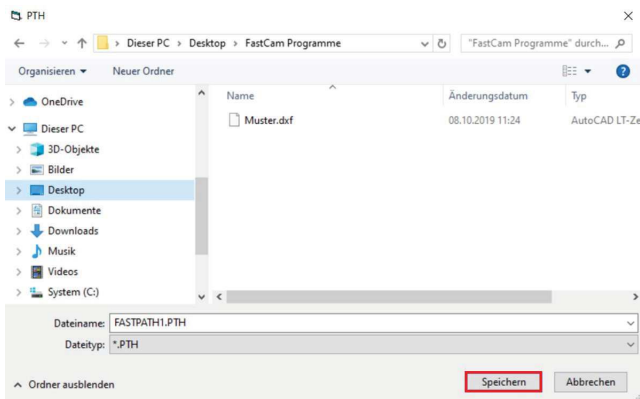 PTH
Dieser PC > Desktop > FastCam Programme
"FastCam Programme" durch...
Organisieren
Neuer Ordner
OneDrive
Dieser PC
3D-Objekte
Bilder
Desktop
Dokumente
Downloads
Musik
Videos
System (C:)
Name
Änderungsdatum
Typ
Muster.dxf
08.10.2019 11:24
AutoCAD LT-Ze
Dateiname: FASTPATH1.PTH
Dateityp: *.PTH
Ordner ausblenden
Speichern
Abbrechen